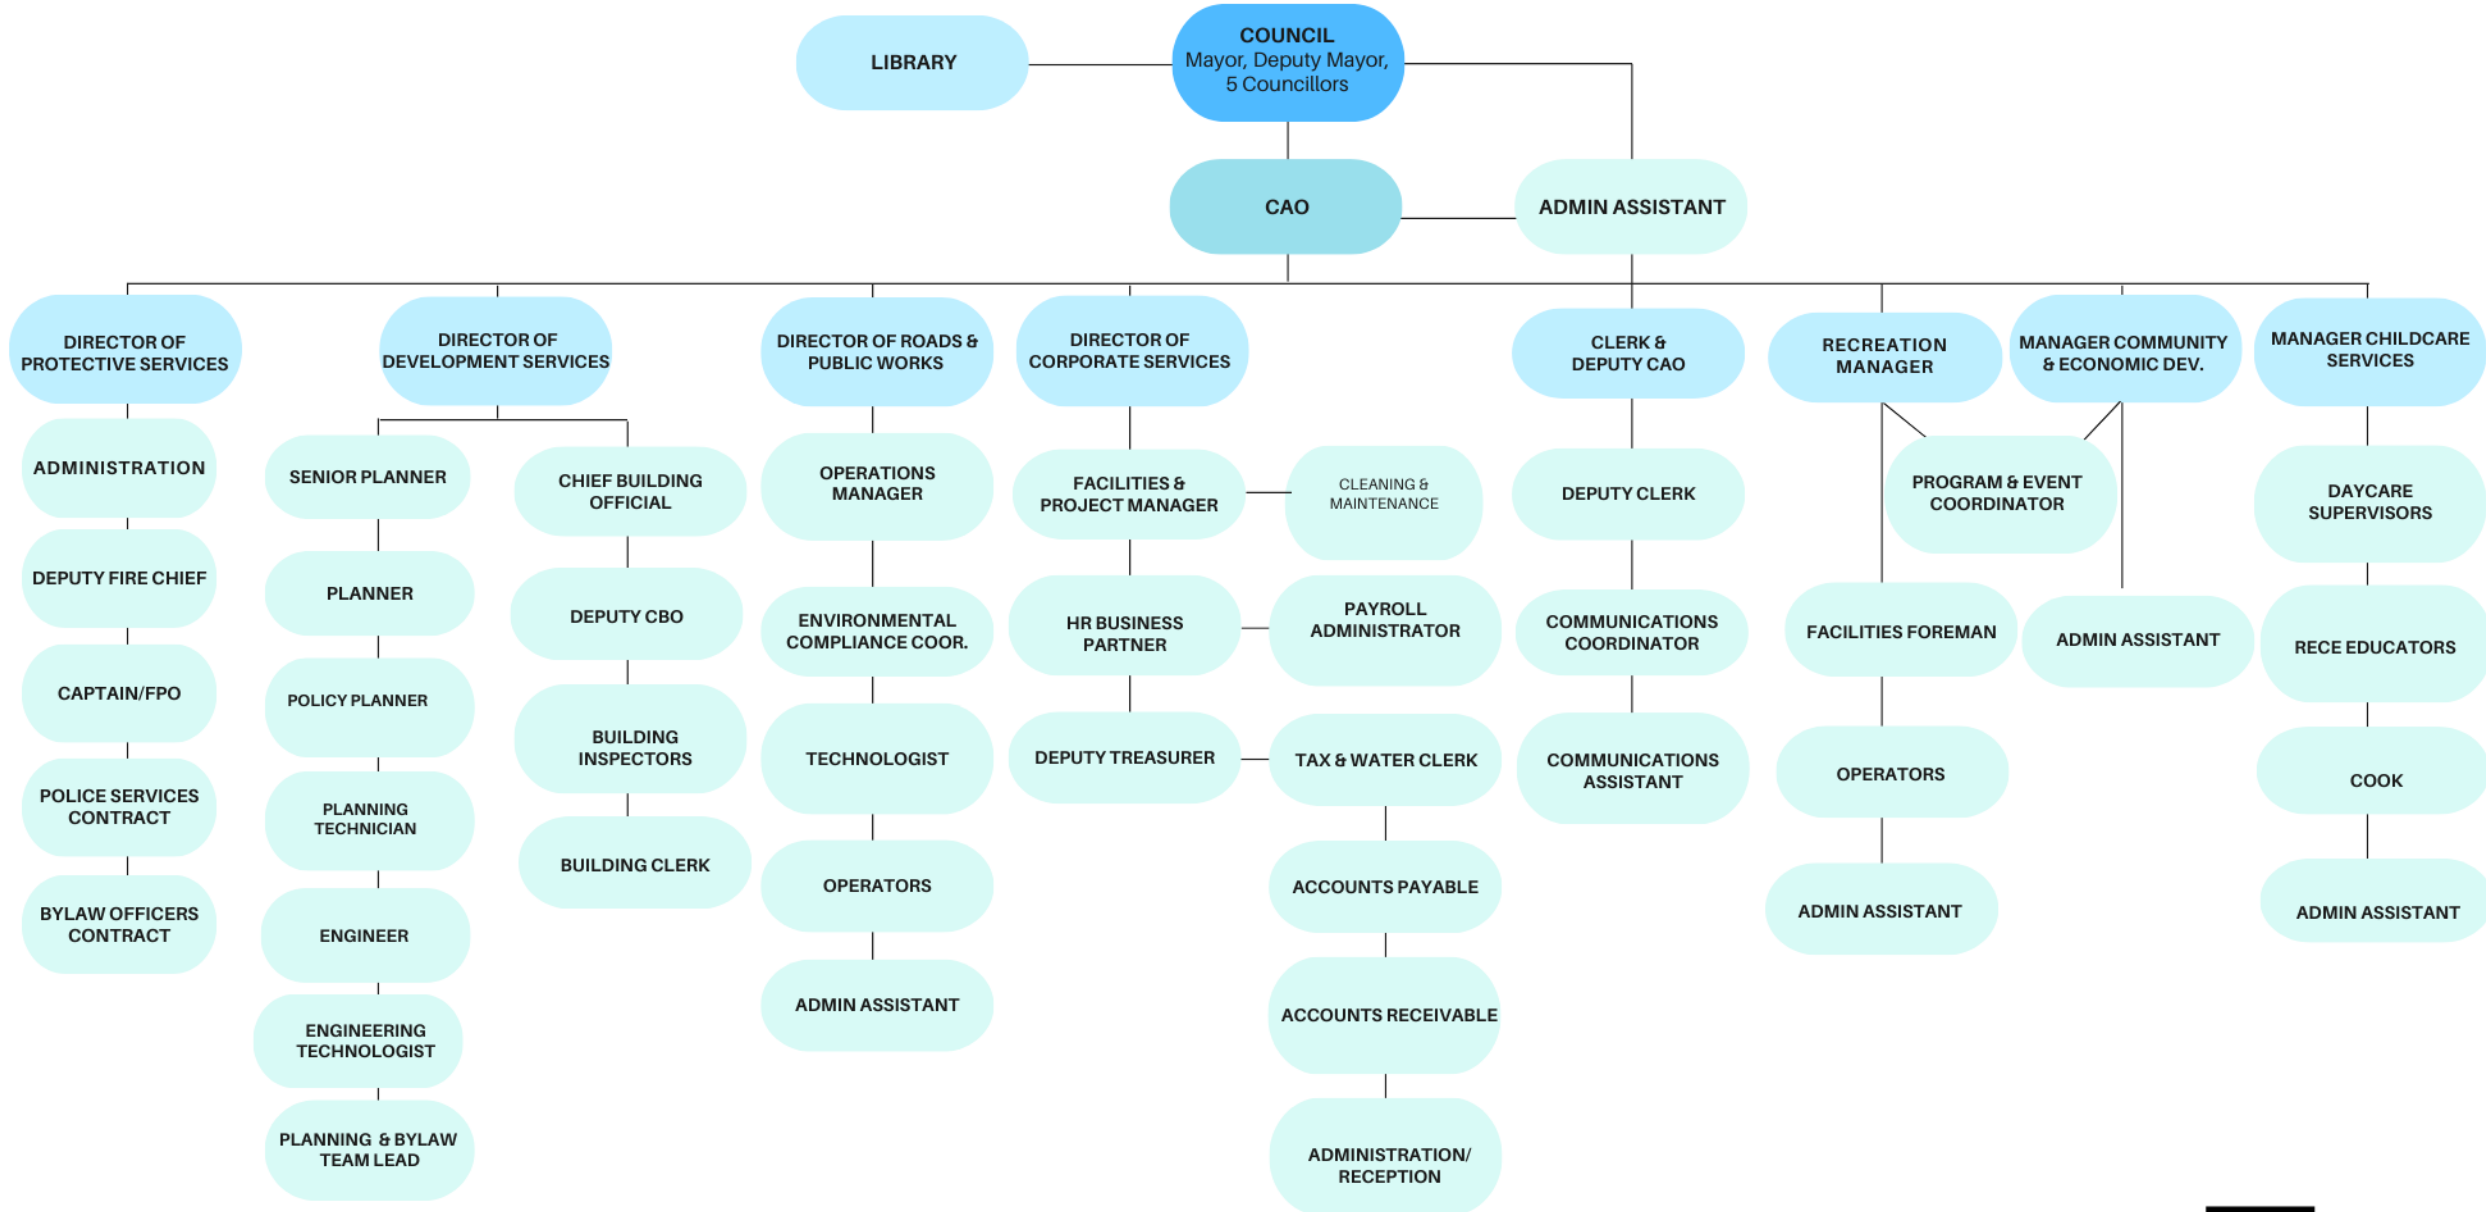 LIBRARY
COUNCIL
Mayor, Deputy Mayor,
5 Councillors
CAO
ADMIN ASSISTANT
DIRECTOR OF
PROTECTIVE SERVICES
ADMINISTRATION
DEPUTY FIRE CHIEF
CAPTAIN/FPO
POLICE SERVICES
CONTRACT
BYLAW OFFICERS
CONTRACT
DIRECTOR OF
DEVELOPMENT SERVICES
SENIOR PLANNER
PLANNER
POLICY PLANNER
PLANNING
TECHNICIAN
ENGINEER
ENGINEERING
TECHNOLOGIST
PLANNING & BYLAW
TEAM LEAD
CHIEF BUILDING
OFFICIAL
DEPUTY CBO
BUILDING
INSPECTORS
BUILDING CLERK
DIRECTOR OF ROADS &
PUBLIC WORKS
OPERATIONS
MANAGER
ENVIRONMENTAL
COMPLIANCE COOR.
TECHNOLOGIST
OPERATORS
ADMIN ASSISTANT
DIRECTOR OF
CORPORATE SERVICES
FACILITIES &
PROJECT MANAGER
CLEANING &
MAINTENANCE
HR BUSINESS
PARTNER
PAYROLL
ADMINISTRATOR
DEPUTY TREASURER
TAX & WATER CLERK
ACCOUNTS PAYABLE
ACCOUNTS RECEIVABLE
ADMINISTRATION/
RECEPTION
CLERK &
DEPUTY CAO
DEPUTY CLERK
COMMUNICATIONS
COORDINATOR
COMMUNICATIONS
ASSISTANT
RECREATION
MANAGER
PROGRAM & EVENT
COORDINATOR
FACILITIES FOREMAN
OPERATORS
ADMIN ASSISTANT
MANAGER COMMUNITY
& ECONOMIC DEV.
ADMIN ASSISTANT
MANAGER CHILDCARE
SERVICES
DAYCARE
SUPERVISORS
RECE EDUCATORS
COOK
ADMIN ASSISTANT